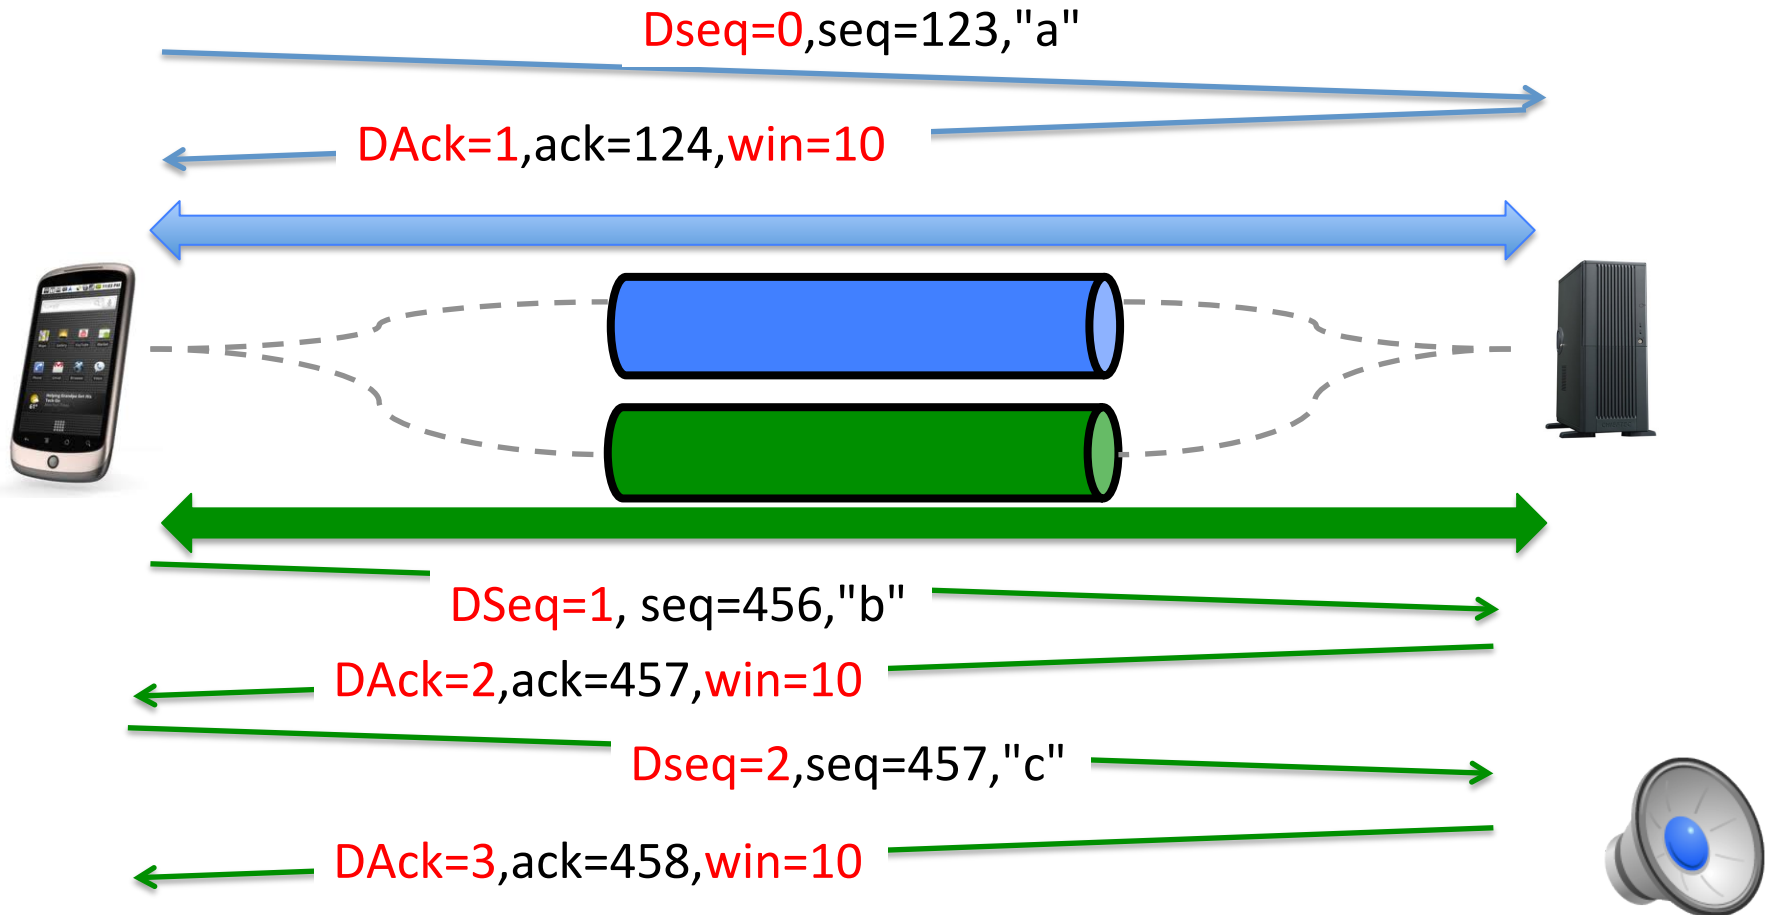 Dseq=0,seq=123,"a"
DAck=1,ack=124,win=10
DSeq=1, seq=456,"b"
DAck=2,ack=457,win=10
Dseq=2,seq=457,"c"
DAck=3,ack=458,win=10